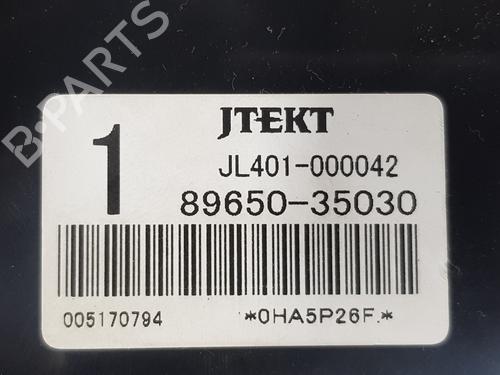 JTEKT
1
JL401-000042
89650-35030
005170794 *0HA5P26F.*
B-PARTS